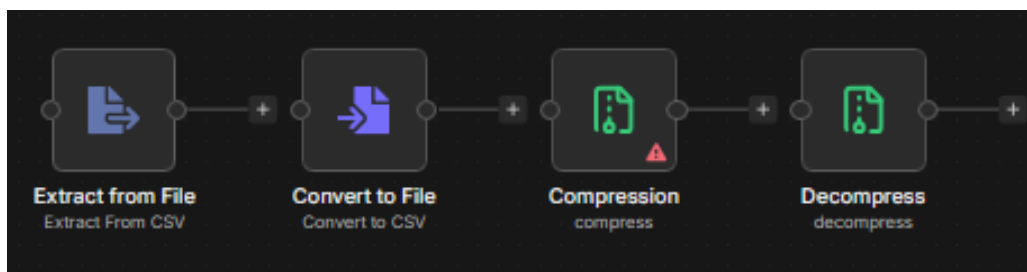 Extract from File
Extract From CSV
Convert to File
Convert to CSV
Compression
compress
Decompress
decompress